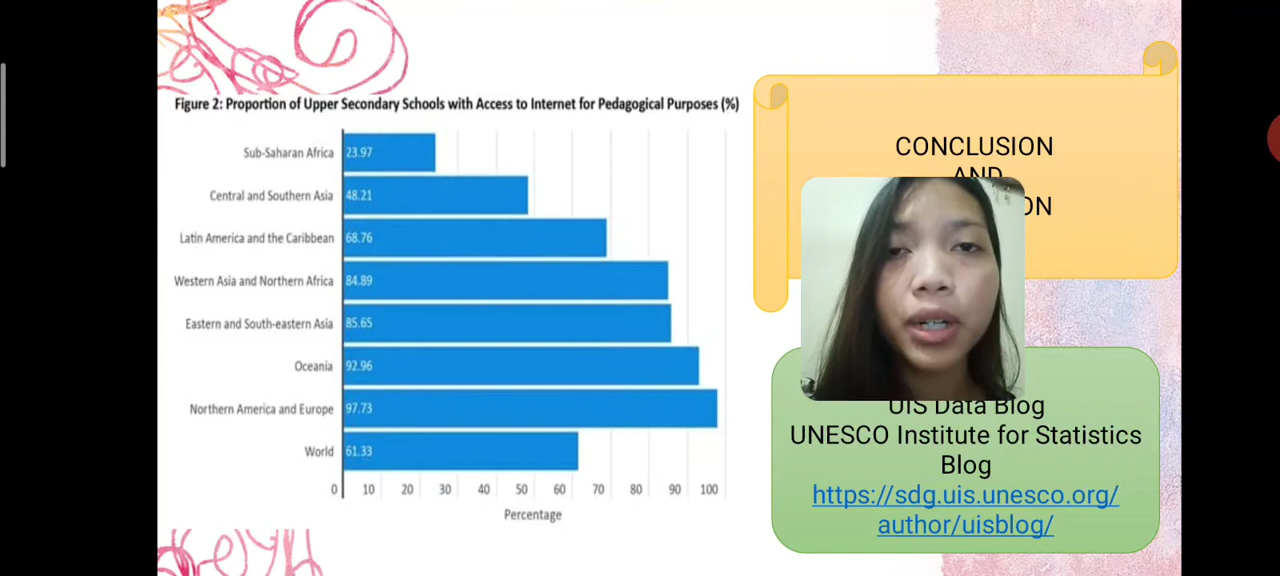 Figure 2: Proportion of Upper Secondary Schools with Access to Internet for Pedagogical Purposes (%)
Sub-Saharan Africa 23.97
Central and Southern Asia 48.21
Latin America and the Caribbean 68.76
Western Asia and Northern Africa 84.89
Eastern and South-eastern Asia 85.65
Oceania 92.96
Northern America and Europe 97.73
World 61.33
0 10 20 30 40 50 60 70 80 90 100
Percentage
CONCLUSION
AND
UIS Data Blog
UNESCO Institute for Statistics
Blog
https://sdg.uis.unesco.org/
author/uisblog/